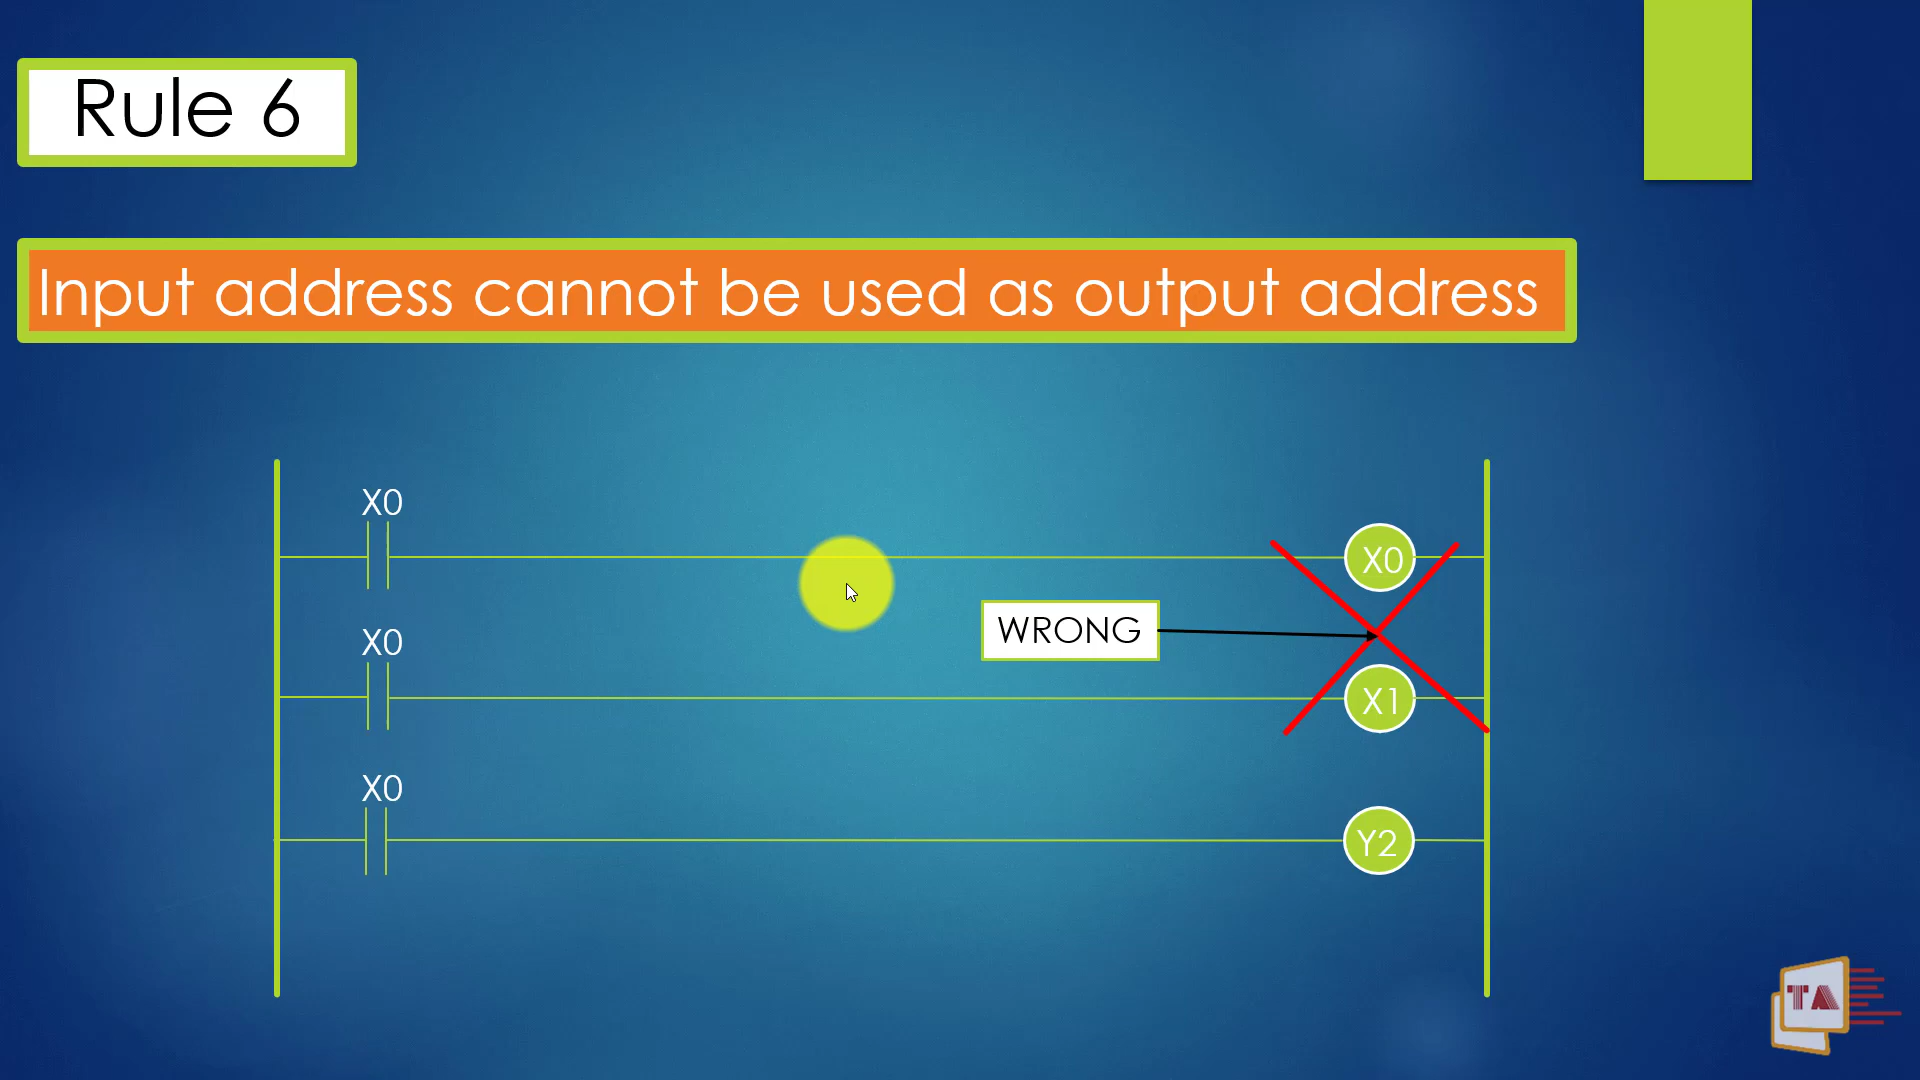 Rule 6
Input address cannot be used as output address
X0
X0
WRONG
X0
X1
X0
Y2
TA